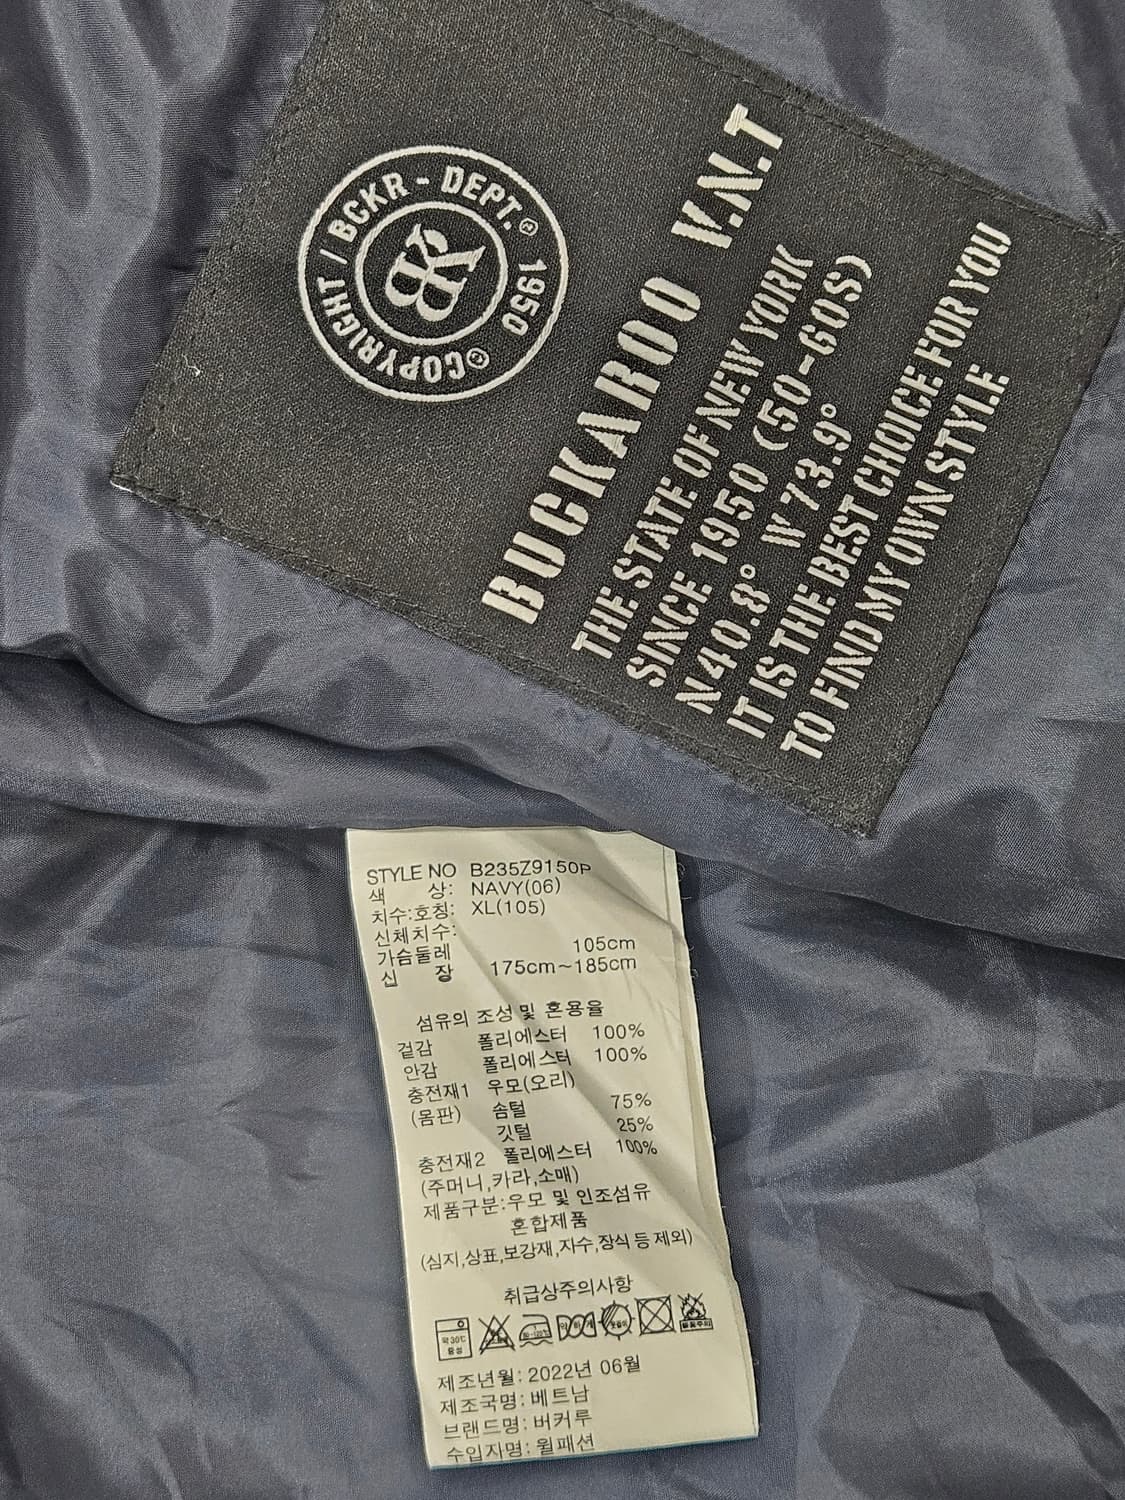 COPYRIGHT / BCKR - DEPT.® 1950 ©
BR
BUCKAROO V.N.T
THE STATE OF NEW YORK
SINCE 1950 (50-60S)
N40.8° W73.9°
IT IS THE BEST CHOICE FOR YOU
TO FIND MY OWN STYLE
STYLE NO B235Z9150P
색 상: NAVY(06)
치수:호칭: XL(105)
신체치수:
가슴둘레 105cm
신 장 175cm~185cm
섬유의 조성 및 혼용율
겉감 폴리에스터 100%
안감 폴리에스터 100%
충전재1 우모(오리)
(몸판) 솜털 75%
깃털 25%
충전재2 폴리에스터 100%
(주머니,카라,소매)
제품구분:우모 및 인조섬유
혼합제품
(심지,상표,보강재,자수,장식 등 제외)
취급상주의사항
약30℃
중성
제조년월: 2022년 06월
제조국명: 베트남
브랜드명: 버커루
수입자명: 월패션